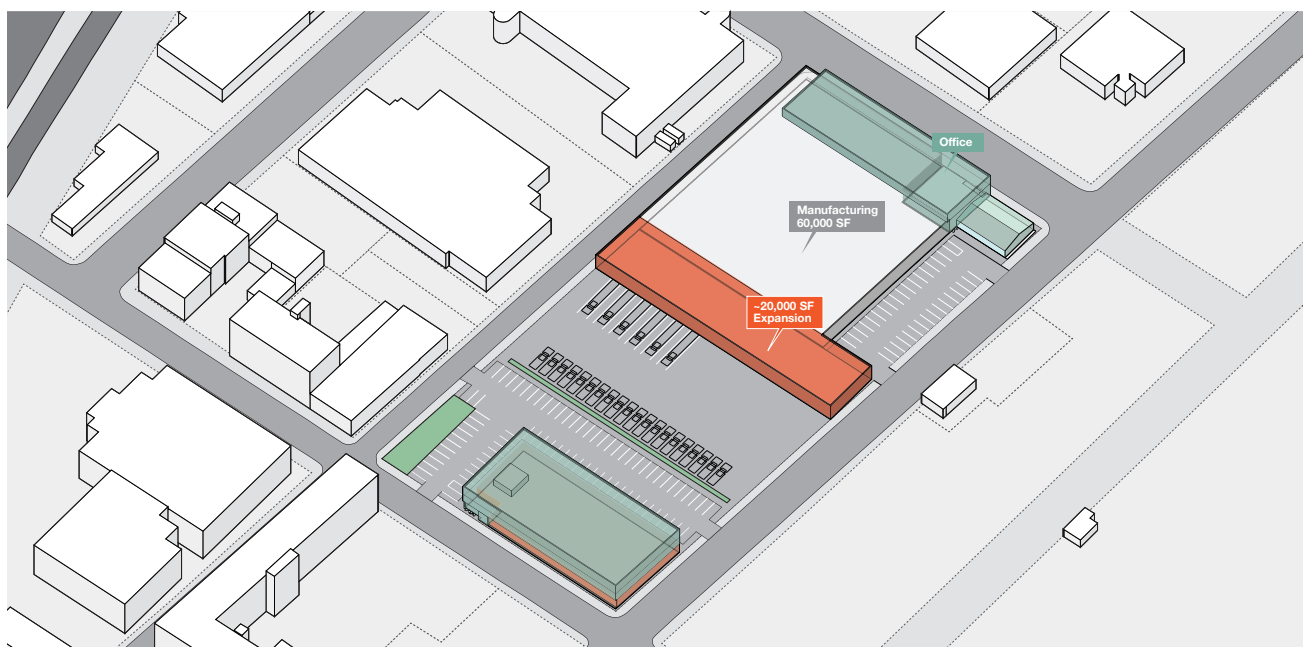 Office
Manufacturing
60,000 SF
~20,000 SF
Expansion